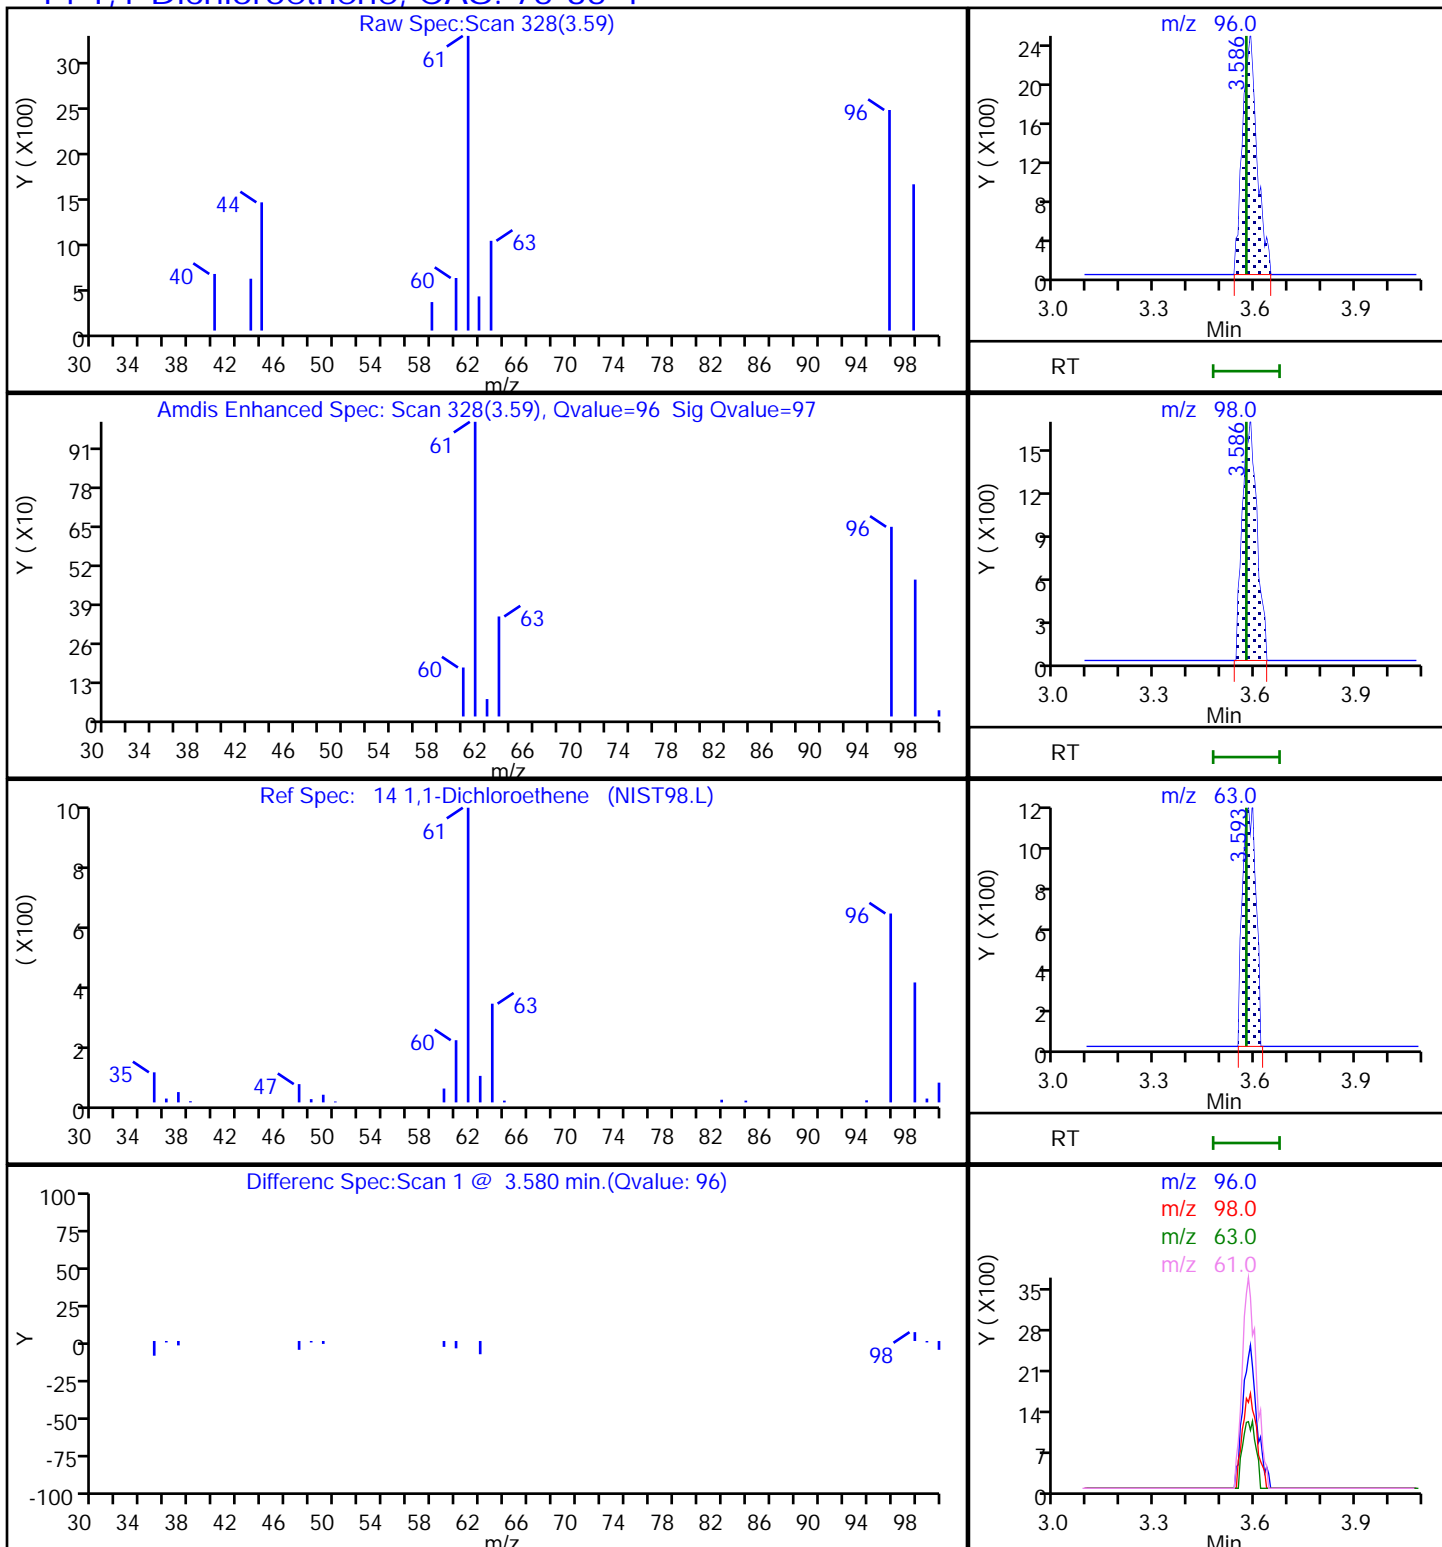 Raw Spec:Scan 328(3.59)
Y ( X100)
30
25
20
15
10
5
0
61
96
44
63
40
60
30 34 38 42 46 50 54 58 62 66 70 74 78 82 86 90 94 98
m/z
m/z 96.0
Y ( X100)
24
20
16
12
8
4
0
3.586
3.0 3.3 3.6 3.9
Min
RT
Amdis Enhanced Spec: Scan 328(3.59), Qvalue=96 Sig Qvalue=97
Y ( X10)
91
78
65
52
39
26
13
0
61
96
63
60
30 34 38 42 46 50 54 58 62 66 70 74 78 82 86 90 94 98
m/z
m/z 98.0
Y ( X100)
15
12
9
6
3
0
3.586
3.0 3.3 3.6 3.9
Min
RT
Ref Spec: 14 1,1-Dichloroethene (NIST98.L)
( X100)
10
8
6
4
2
0
61
96
63
60
35
47
30 34 38 42 46 50 54 58 62 66 70 74 78 82 86 90 94 98
m/z 63.0
Y ( X100)
12
10
8
6
4
2
0
3.593
3.0 3.3 3.6 3.9
Min
RT
Differenc Spec:Scan 1 @ 3.580 min.(Qvalue: 96)
Y
100
75
50
25
0
-25
-50
-75
-100
98
30 34 38 42 46 50 54 58 62 66 70 74 78 82 86 90 94 98
m/z
m/z 96.0
m/z 98.0
m/z 63.0
m/z 61.0
Y ( X100)
35
28
21
14
7
0
3.0 3.3 3.6 3.9
Min